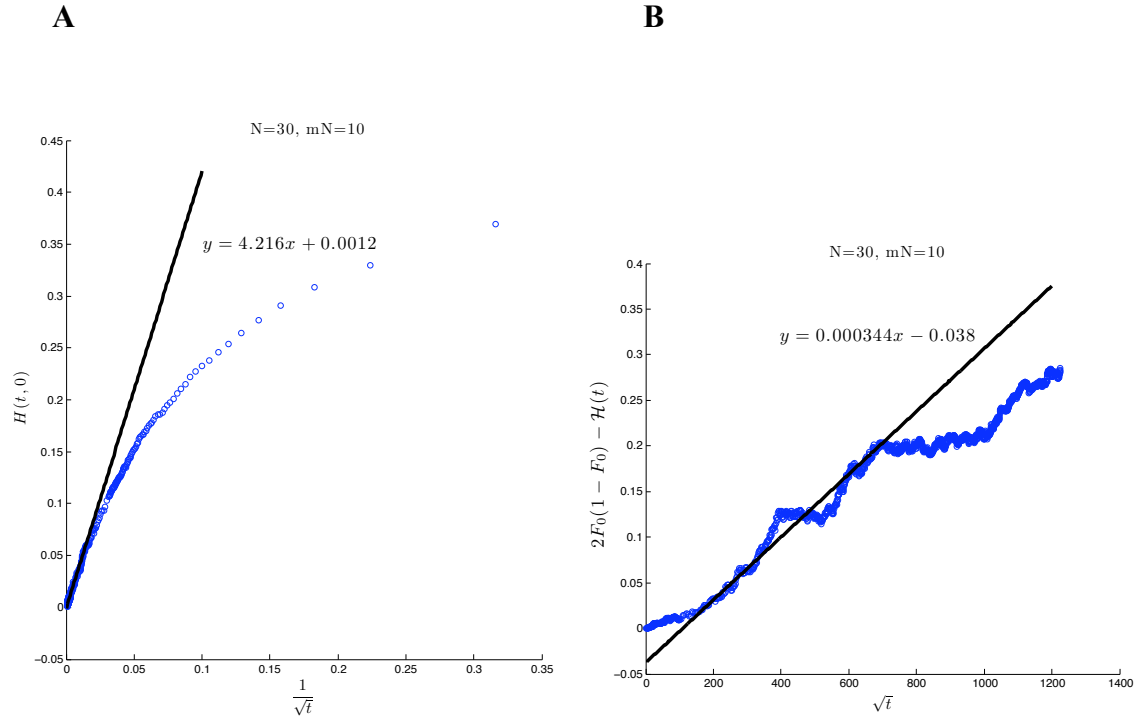 A
N=30, mN=10
0.45
0.4
0.35
0.3
0.25
0.2
0.15
0.1
0.05
0
−0.05
y = 4.216x + 0.0012
H(t, 0)
0 0.05 0.1 0.15 0.2 0.25 0.3 0.35
1
√t
B
N=30, mN=10
0.4
0.35
0.3
0.25
0.2
0.15
0.1
0.05
0
−0.05
y = 0.000344x − 0.038
2F₀(1 − F₀) − ℋ(t)
0 200 400 600 800 1000 1200 1400
√t